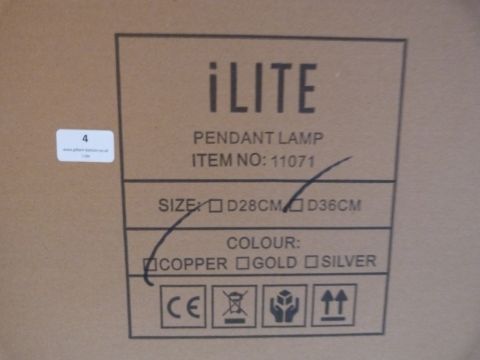 iLITE
PENDANT LAMP
ITEM NO: 11071
4
SIZE: ☐ D28CM ☐ D36CM
COLOUR:
☐ COPPER ☐ GOLD ☐ SILVER
CE